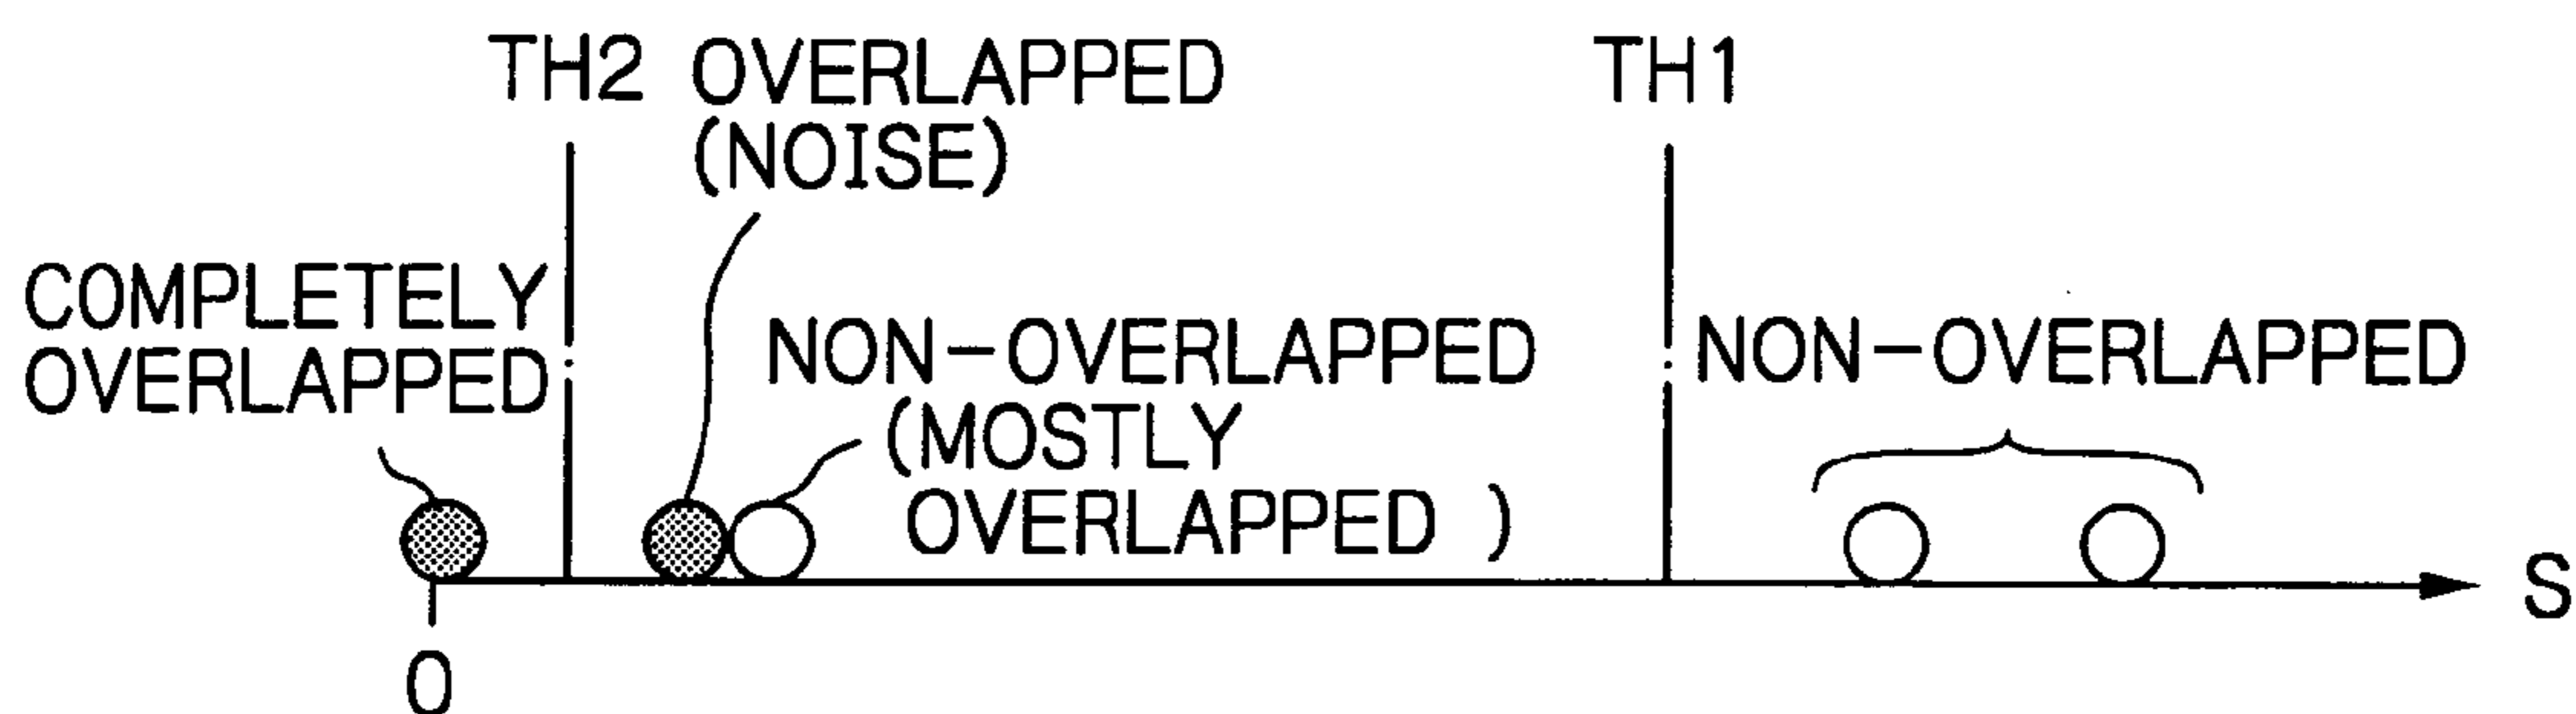 TH2
OVERLAPPED
(NOISE)
TH1
COMPLETELY
OVERLAPPED
NON-OVERLAPPED
(MOSTLY
OVERLAPPED )
NON-OVERLAPPED
S
0